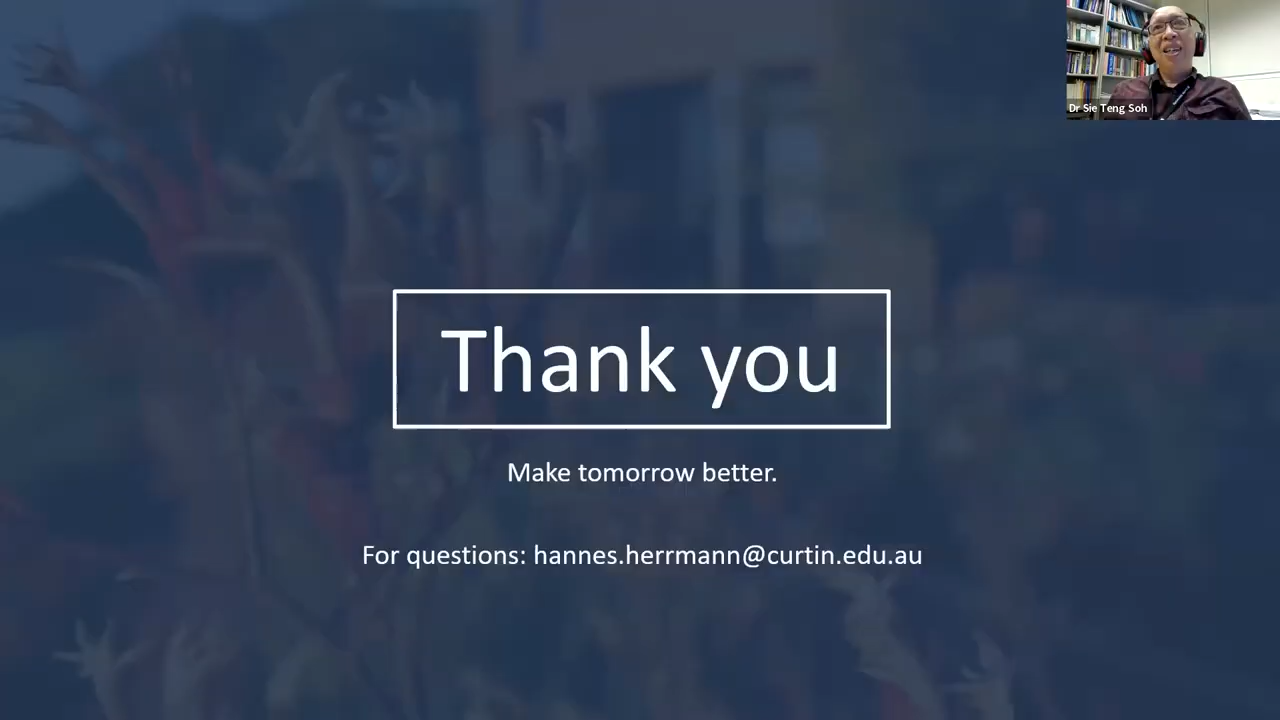 Dr Sie Teng Soh
Thank you
Make tomorrow better.
For questions: hannes.herrmann@curtin.edu.au